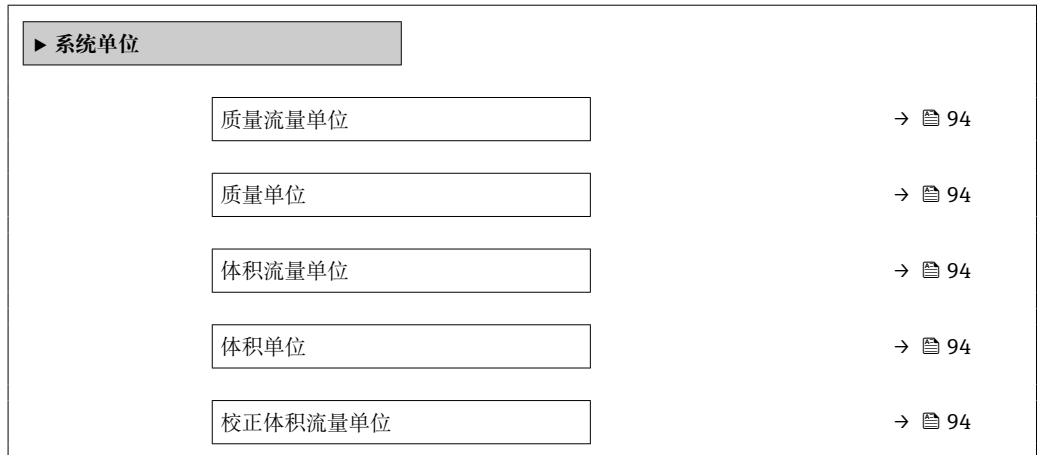 ▶ 系统单位
质量流量单位 → 94
质量单位 → 94
体积流量单位 → 94
体积单位 → 94
校正体积流量单位 → 94